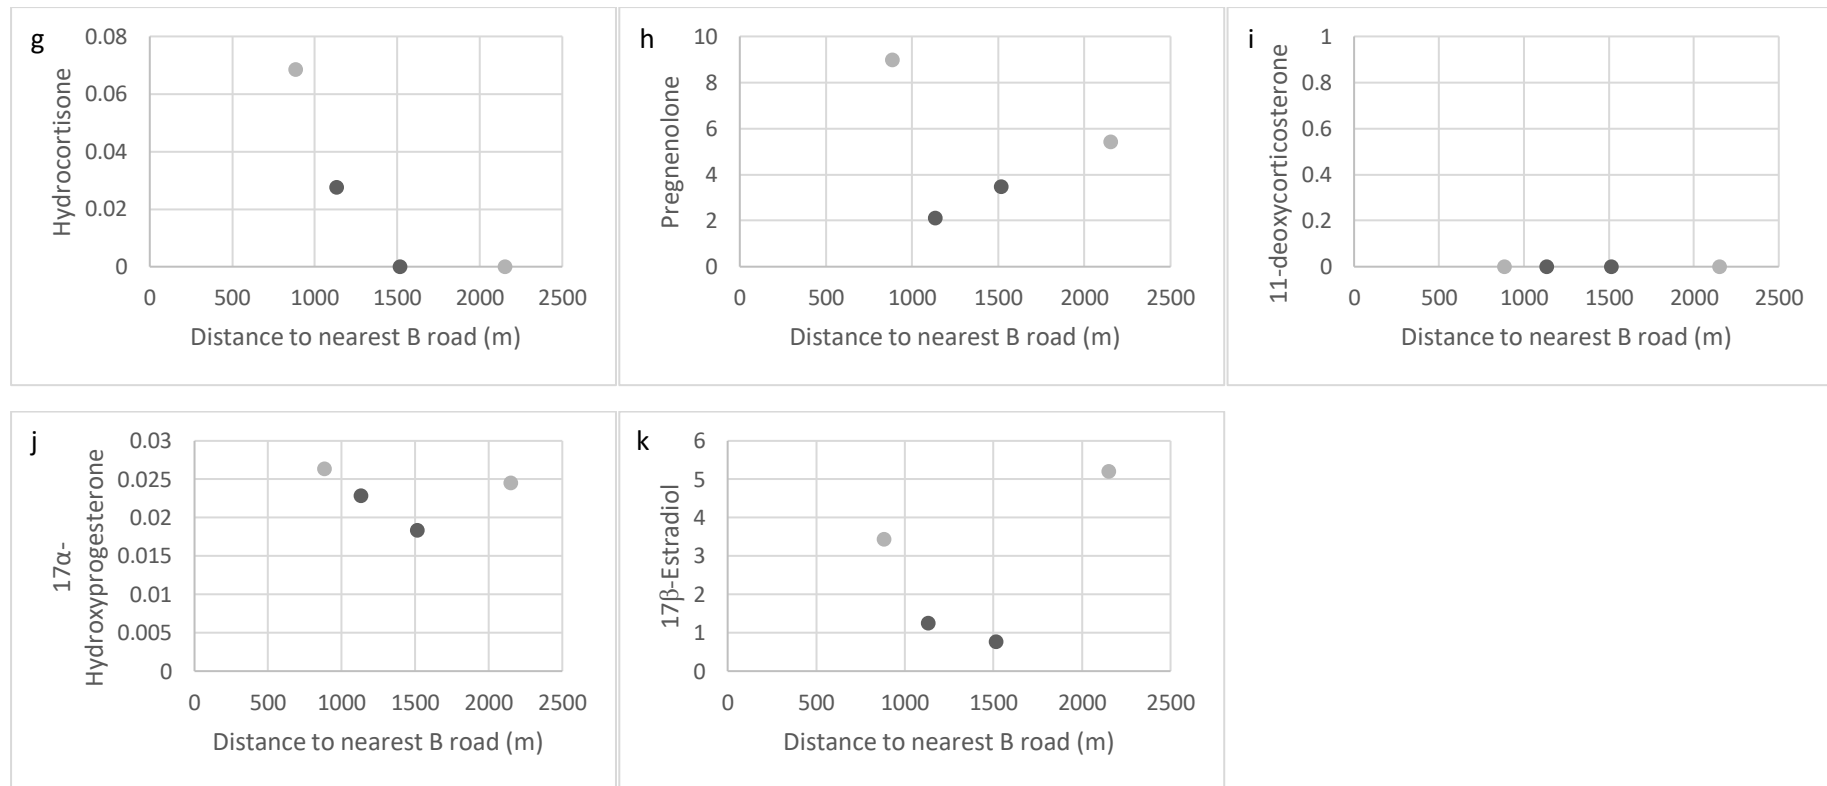 g
Hydrocortisone
0.08
0.06
0.04
0.02
0
0 500 1000 1500 2000 2500
Distance to nearest B road (m)
h
Pregnenolone
10
8
6
4
2
0
0 500 1000 1500 2000 2500
Distance to nearest B road (m)
i
11-deoxycorticosterone
1
0.8
0.6
0.4
0.2
0
0 500 1000 1500 2000 2500
Distance to nearest B road (m)
j
17α-
Hydroxyprogesterone
0.03
0.025
0.02
0.015
0.01
0.005
0
0 500 1000 1500 2000 2500
Distance to nearest B road (m)
k
17β-Estradiol
6
5
4
3
2
1
0
0 500 1000 1500 2000 2500
Distance to nearest B road (m)